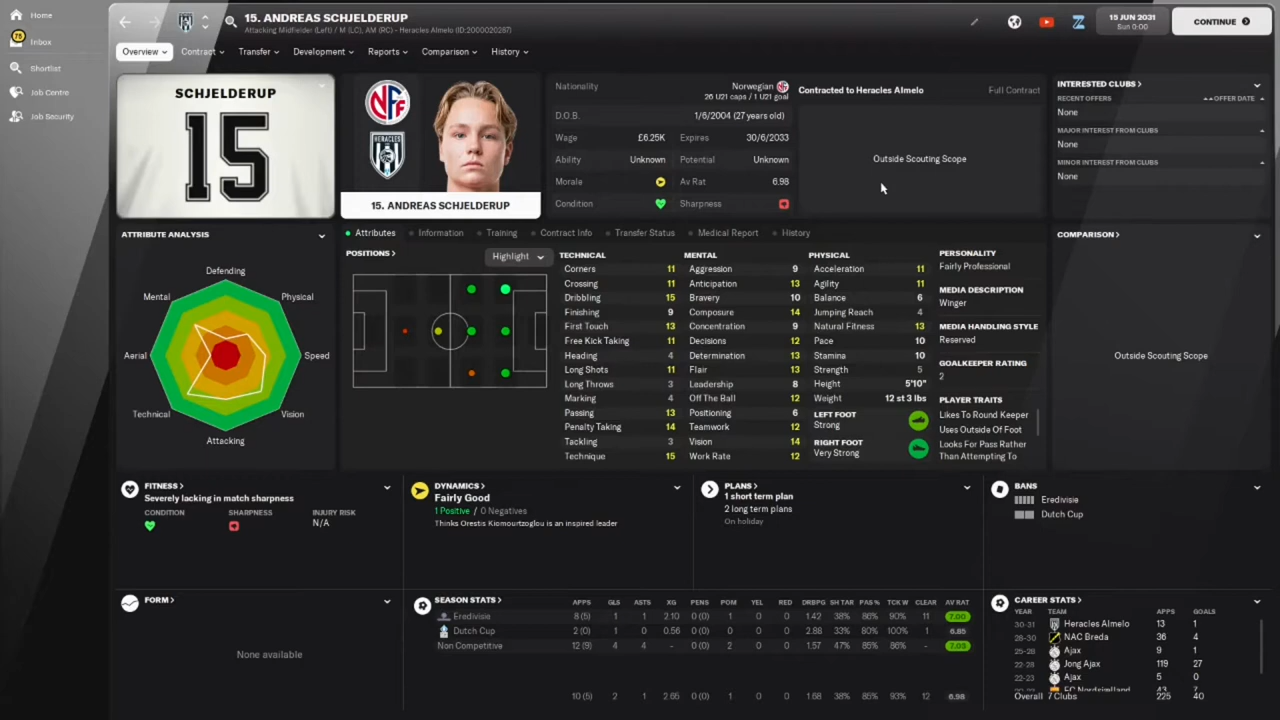 Home
75
Inbox
Shortlist
Job Centre
Job Security
15. ANDREAS SCHJELDERUP
Attacking Midfielder (Left) / M (LC), AM (RC) - Heracles Almelo (ID:2000020287)
15 JUN 2031
Sun 0:00
CONTINUE
Overview Contract Transfer Development Reports Comparison History
SCHJELDERUP
15
NFF
HERACLES
15. ANDREAS SCHJELDERUP
Nationality Norwegian
26 U21 caps / 1 U21 goal
D.O.B. 1/6/2004 (27 years old)
Wage £6.25K Expires 30/6/2033
Ability Unknown Potential Unknown
Morale Av Rat 6.98
Condition Sharpness
Contracted to Heracles Almelo Full Contract
Outside Scouting Scope
INTERESTED CLUBS
RECENT OFFERS OFFER DATE
None
MAJOR INTEREST FROM CLUBS
None
MINOR INTEREST FROM CLUBS
None
ATTRIBUTE ANALYSIS
Defending
Mental Physical
Aerial Speed
Technical Vision
Attacking
Attributes Information Training Contract Info Transfer Status Medical Report History
POSITIONS
Highlight
TECHNICAL MENTAL PHYSICAL
Corners 11 Aggression 9 Acceleration 11
Crossing 11 Anticipation 13 Agility 11
Dribbling 15 Bravery 10 Balance 6
Finishing 9 Composure 14 Jumping Reach 4
First Touch 13 Concentration 9 Natural Fitness 13
Free Kick Taking 11 Decisions 12 Pace 10
Heading 4 Determination 13 Stamina 10
Long Shots 11 Flair 13 Strength 5
Long Throws 3 Leadership 8 Height 5'10"
Marking 4 Off The Ball 12 Weight 12 st 3 lbs
Passing 13 Positioning 6 LEFT FOOT
Strong
Penalty Taking 14 Teamwork 12
Tackling 3 Vision 14 RIGHT FOOT
Technique 15 Work Rate 12 Very Strong
PERSONALITY
Fairly Professional
MEDIA DESCRIPTION
Winger
MEDIA HANDLING STYLE
Reserved
GOALKEEPER RATING
2
PLAYER TRAITS
Likes To Round Keeper
Uses Outside Of Foot
Looks For Pass Rather
Than Attempting To
COMPARISON
Outside Scouting Scope
FITNESS
Severely lacking in match sharpness
CONDITION SHARPNESS INJURY RISK
N/A
DYNAMICS
Fairly Good
1 Positive / 0 Negatives
Thinks Orestis Kiomourtzoglou is an inspired leader
PLANS
1 short term plan
2 long term plans
On holiday
BANS
Eredivisie
Dutch Cup
FORM
None available
SEASON STATS APPS GLS ASTS XG PENS POM YEL RED DRBPG SH TAR PAS % TCK W CLEAR AV RAT
Eredivisie 8 (5) 1 1 2.10 0 (0) 1 0 0 1.42 38% 86% 90% 11 7.00
Dutch Cup 2 (0) 1 0 0.56 0 (0) 0 0 0 2.88 33% 80% 100% 1 6.85
Non Competitive 12 (9) 4 4 - 0 (0) 2 0 0 1.57 47% 85% 86% - 7.03
10 (5) 2 1 2.65 0 (0) 1 0 0 1.68 38% 85% 93% 12 6.98
CAREER STATS
YEAR TEAM APPS GOALS
30-31 Heracles Almelo 13 1
28-30 NAC Breda 36 4
25-28 Ajax 9 1
22-28 Jong Ajax 119 27
22-23 Ajax 5 0
FC Nordsjælland 43 7
Overall 7 Clubs 225 40